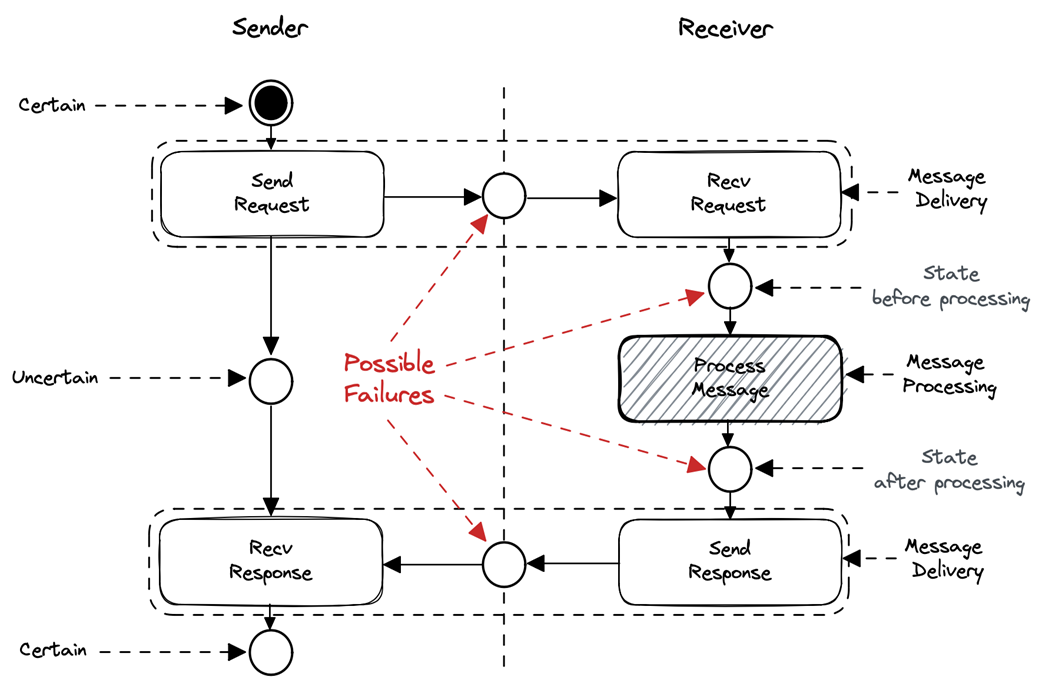 Sender
Receiver
Certain
Send
Request
Recv
Request
Message
Delivery
State
before processing
Uncertain
Possible
Failures
Process
Message
Message
Processing
State
after processing
Recv
Response
Send
Response
Message
Delivery
Certain